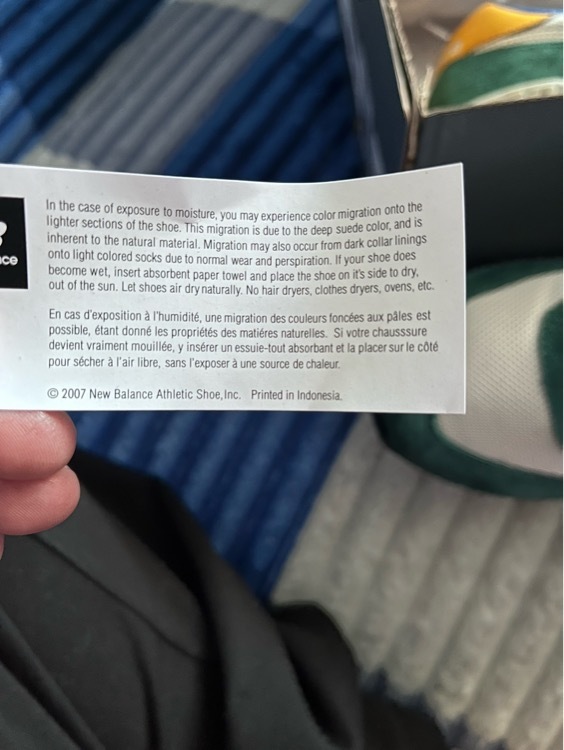 ce
In the case of exposure to moisture, you may experience color migration onto the
lighter sections of the shoe. This migration is due to the deep suede color, and is
inherent to the natural material. Migration may also occur from dark collar linings
onto light colored socks due to normal wear and perspiration. If your shoe does
become wet, insert absorbent paper towel and place the shoe on it's side to dry,
out of the sun. Let shoes air dry naturally. No hair dryers, clothes dryers, ovens, etc.
En cas d'exposition à l'humidité, une migration des couleurs foncées aux pâles est
possible, étant donné les propriétés des matiéres naturelles. Si votre chausssure
devient vraiment mouillée, y insérer un essuie-tout absorbant et la placer sur le côté
pour sécher à l'air libre, sans l'exposer à une source de chaleur.
© 2007 New Balance Athletic Shoe, Inc. Printed in Indonesia.